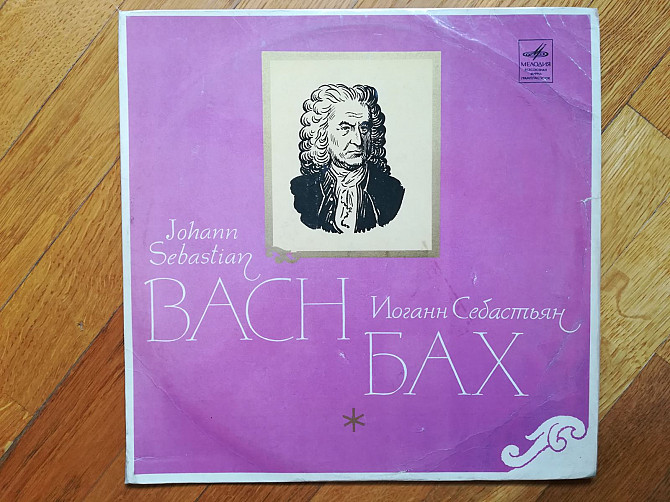 МЕЛОДИЯ
Johann
Sebastian
BACH
Иоганн Себастьян
БАХ